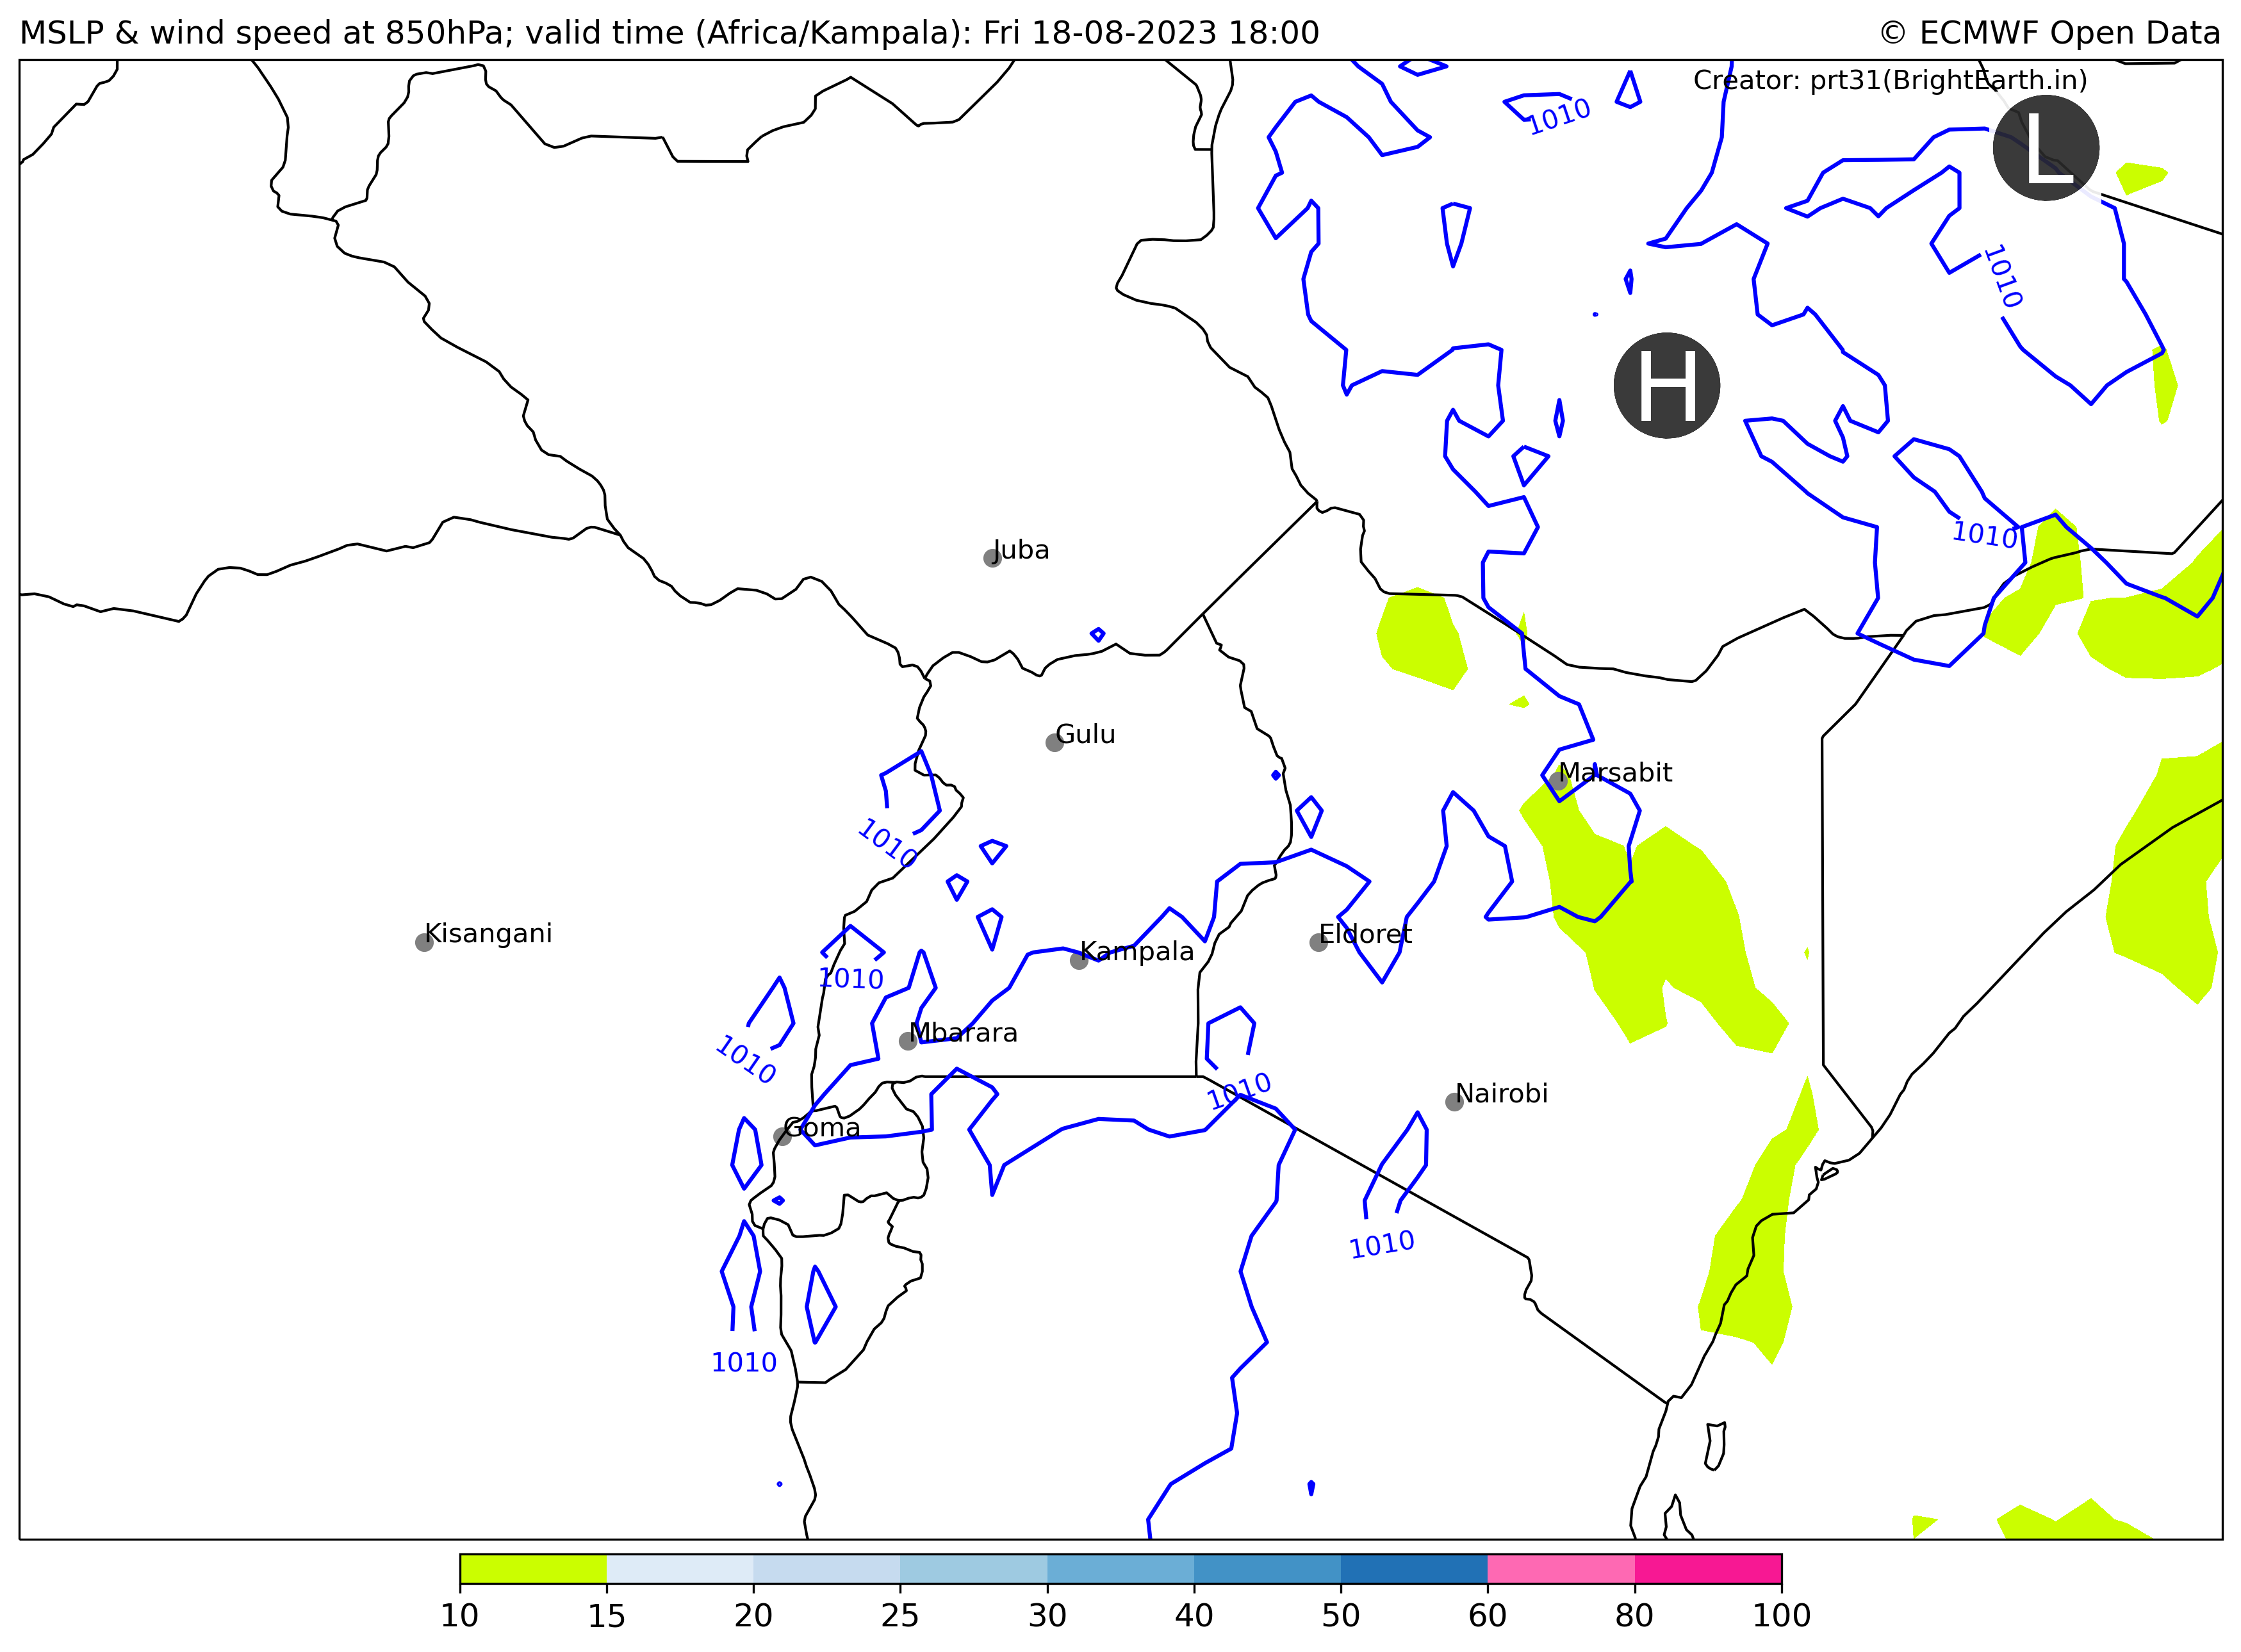 MSLP & wind speed at 850hPa; valid time (Africa/Kampala): Fri 18-08-2023 18:00
© ECMWF Open Data
Creator: prt31(BrightEarth.in)
1010
L
1010
H
1010
Juba
Gulu
Marsabit
1010
Kisangani
Eldoret
Kampala
1010
Mbarara
1010
1010
Nairobi
Goma
1010
1010
10 15 20 25 30 40 50 60 80 100